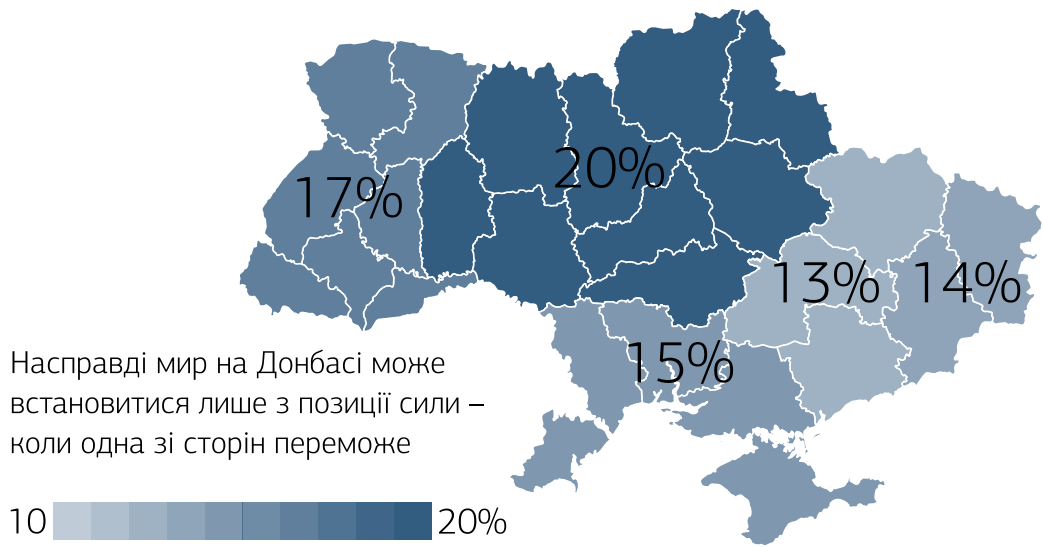 20%
17%
13%
14%
15%
Насправді мир на Донбасі може
встановитися лише з позиції сили –
коли одна зі сторін переможе
10
20%